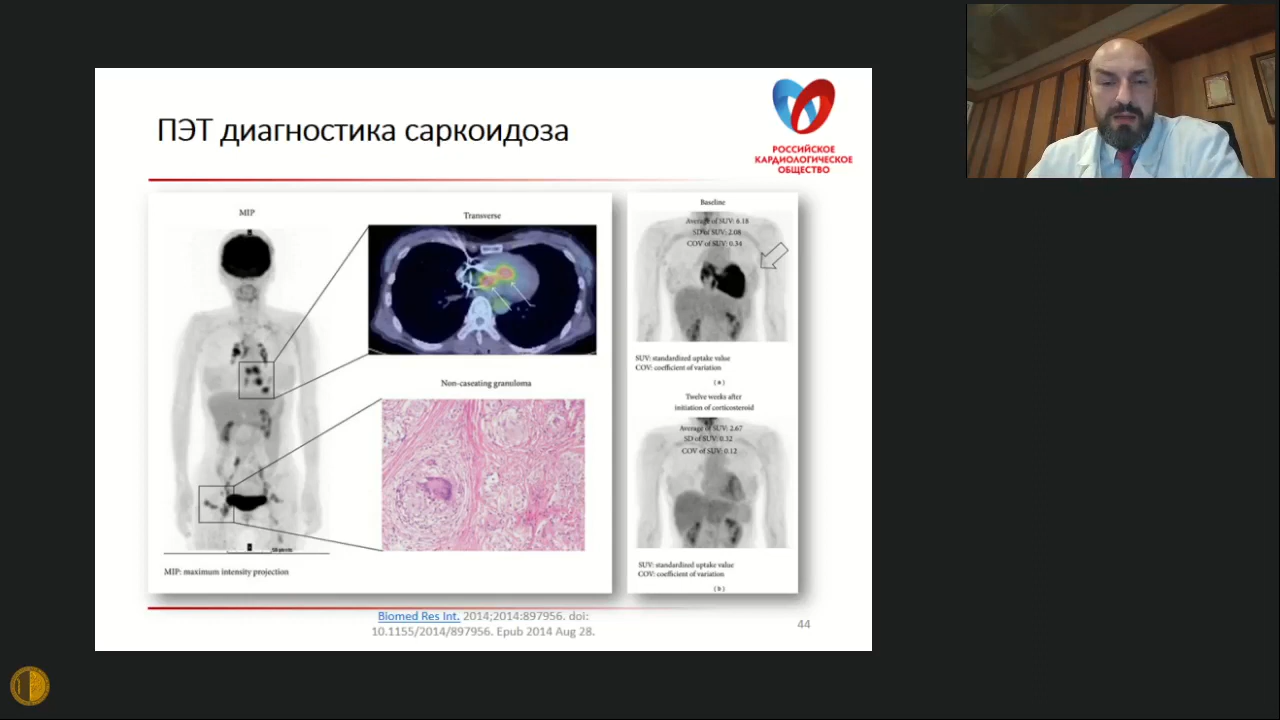 ПЭТ диагностика саркоидоза
РОССИЙСКОЕ
КАРДИОЛОГИЧЕСКОЕ
ОБЩЕСТВО
MIP
Transverse
Non-caseating granuloma
MIP: maximum intensity projection
Baseline
Average of SUV: 6.18
SD of SUV: 2.08
COV of SUV: 0.34
SUV: standardized uptake value
COV: coefficient of variation
(a)
Twelve weeks after
initiation of corticosteroid
Average of SUV: 2.67
SD of SUV: 0.32
COV of SUV: 0.12
SUV: standardized uptake value
COV: coefficient of variation
(b)
Biomed Res Int. 2014;2014:897956. doi:
10.1155/2014/897956. Epub 2014 Aug 28.
44